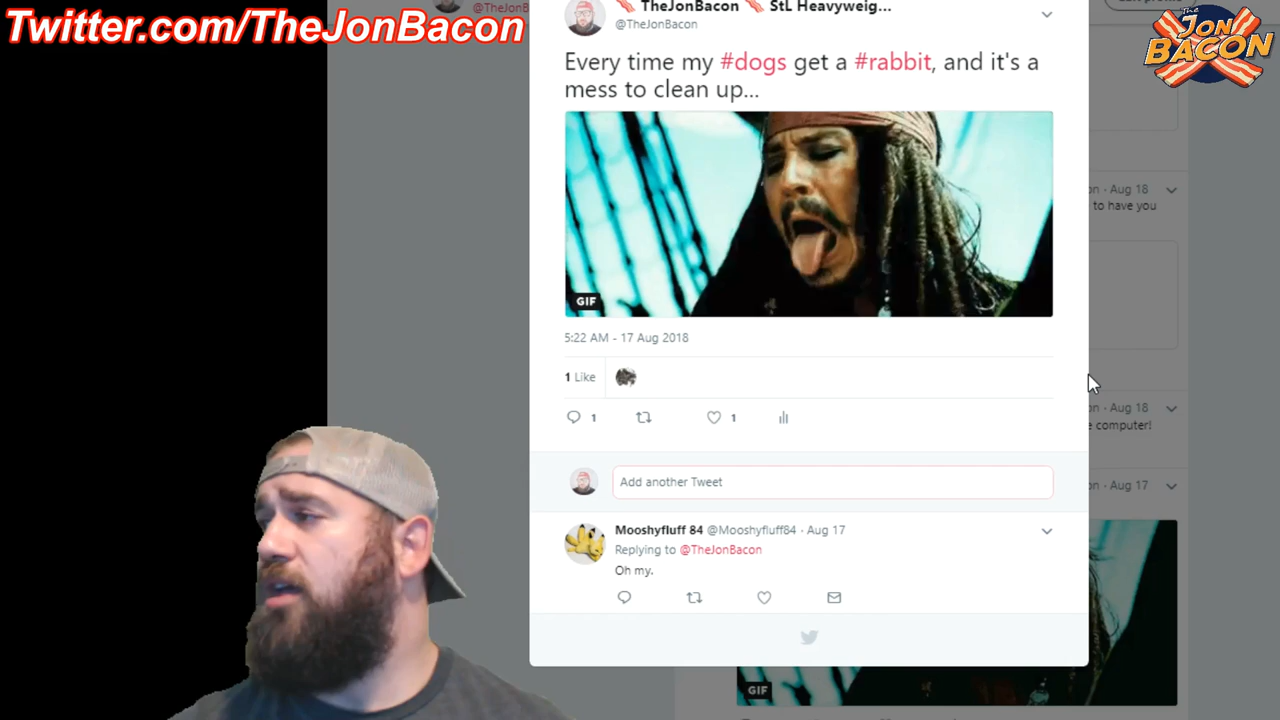 Twitter.com/TheJonBacon
@TheJonB
TheJonBacon StL Heavyweig...
@TheJonBacon
The
JON
BACON
Every time my #dogs get a #rabbit, and it's a
mess to clean up...
GIF
5:22 AM - 17 Aug 2018
1 Like
1 1
Add another Tweet
Mooshyfluff 84 @Mooshyfluff84 · Aug 17
Replying to @TheJonBacon
Oh my.
on · Aug 18
to have you
on · Aug 18
e computer!
on · Aug 17
GIF